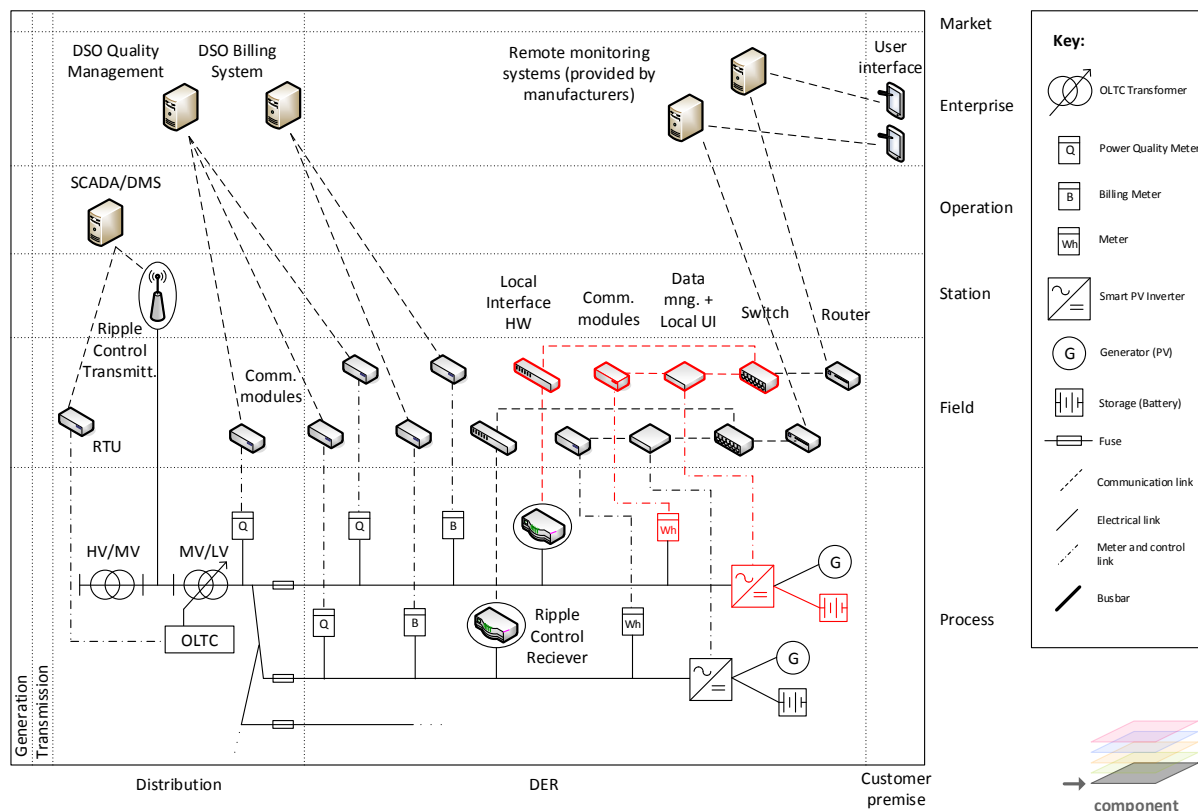 DSO Quality
Management
DSO Billing
System
Remote monitoring
systems (provided by
manufacturers)
User
interface
Market
Enterprise
Operation
Station
Field
Process
SCADA/DMS
Ripple
Control
Transmitt.
Local
Interface
HW
Comm.
modules
Data
mng. +
Local UI
Switch
Router
Comm.
modules
RTU
Q
Q
B
Wh
HV/MV
MV/LV
G
OLTC
Q
B
Ripple
Control
Reciever
Wh
G
. . .
Generation
Transmission
Distribution
DER
Customer
premise
Key:
OLTC Transformer
Q
Power Quality Meter
B
Billing Meter
Wh
Meter
Smart PV Inverter
G
Generator (PV)
Storage (Battery)
Fuse
Communication link
Electrical link
Meter and control
link
Busbar
component